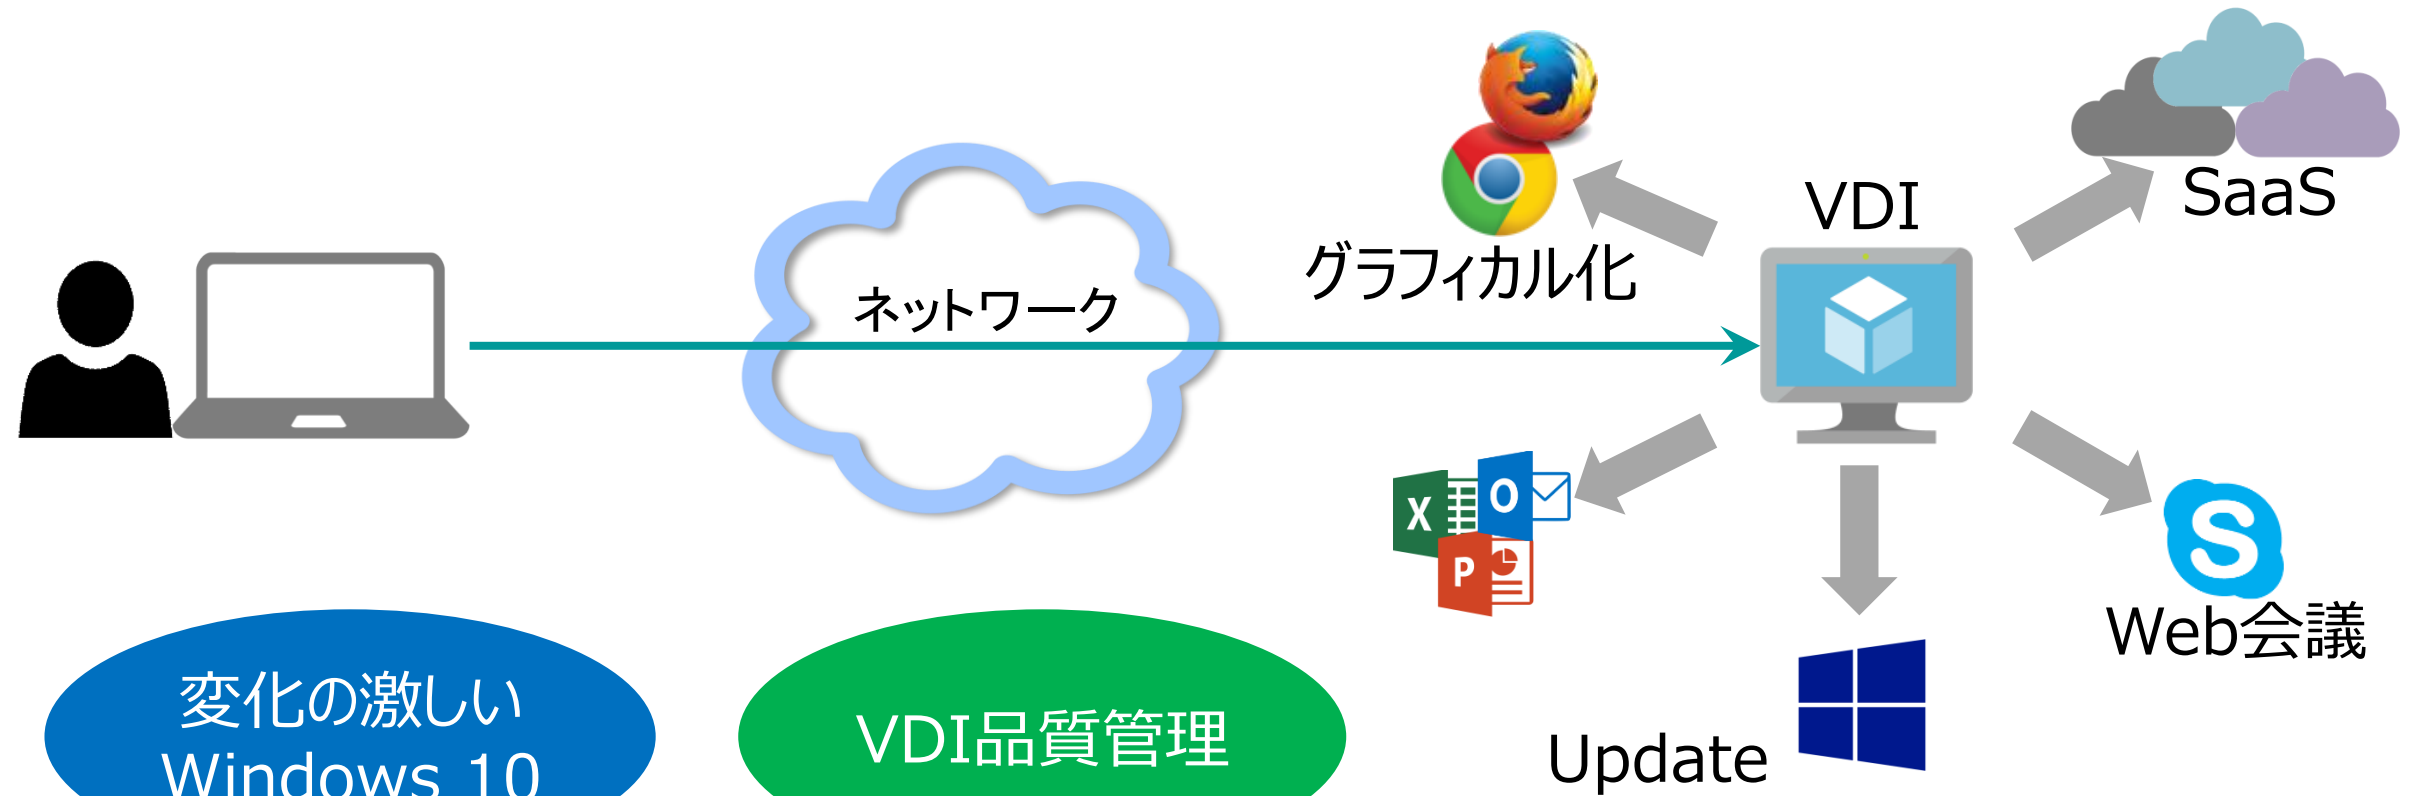 VDI
SaaS
グラフィカル化
ネットワーク
X
O
P
S
Web会議
変化の激しい
Windows 10
VDI品質管理
Update